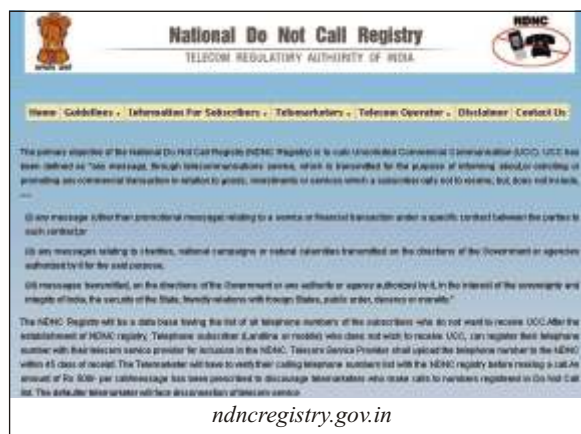 National Do Not Call Registry
NDNC
TELECOM REGULATORY AUTHORITY OF INDIA
Home Guidelines Information For Subscribers Telemarketers Telecom Operator Disclaimer Contact Us
The primary objective of the National Do Not Call Registry (NDNC Registry) is to curb Unsolicited Commercial Communication (UCC). UCC has
been defined as "any message, through telecommunications service, which is transmitted for the purpose of informing about, or soliciting or
promoting any commercial transaction in relation to goods, investments or services which a subscriber opts not to receive, but, does not include,
----
(i) any message (other than promotional messages) relating to a service or financial transaction under a specific contract between the parties to
such contract; or
(ii) any messages relating to charities, national campaigns or natural calamities transmitted on the directions of the Government or agencies
authorized by it for the said purpose;
(iii) messages transmitted, on the directions of the Government or any authority or agency authorized by it, in the interest of the sovereignty and
integrity of India, the security of the State, friendly relations with foreign States, public order, decency or morality."
The NDNC Registry will be a data base having the list of all telephone numbers of the subscribers who do not want to receive UCC. After the
establishment of NDNC registry, Telephone subscriber (Landline or mobile) who does not wish to receive UCC, can register their telephone
number with their telecom service provider for inclusion in the NDNC. Telecom Service Provider shall upload the telephone number to the NDNC
within 45 days of receipt. The Telemarketer will have to verify their calling telephone numbers list with the NDNC registry before making a call. An
amount of Rs 500/- per call/message has been prescribed to discourage telemarketers who make calls to numbers registered in Do Not Call
list. The defaulter telemarketer will face disconnection of telecom service
ndncregistry.gov.in